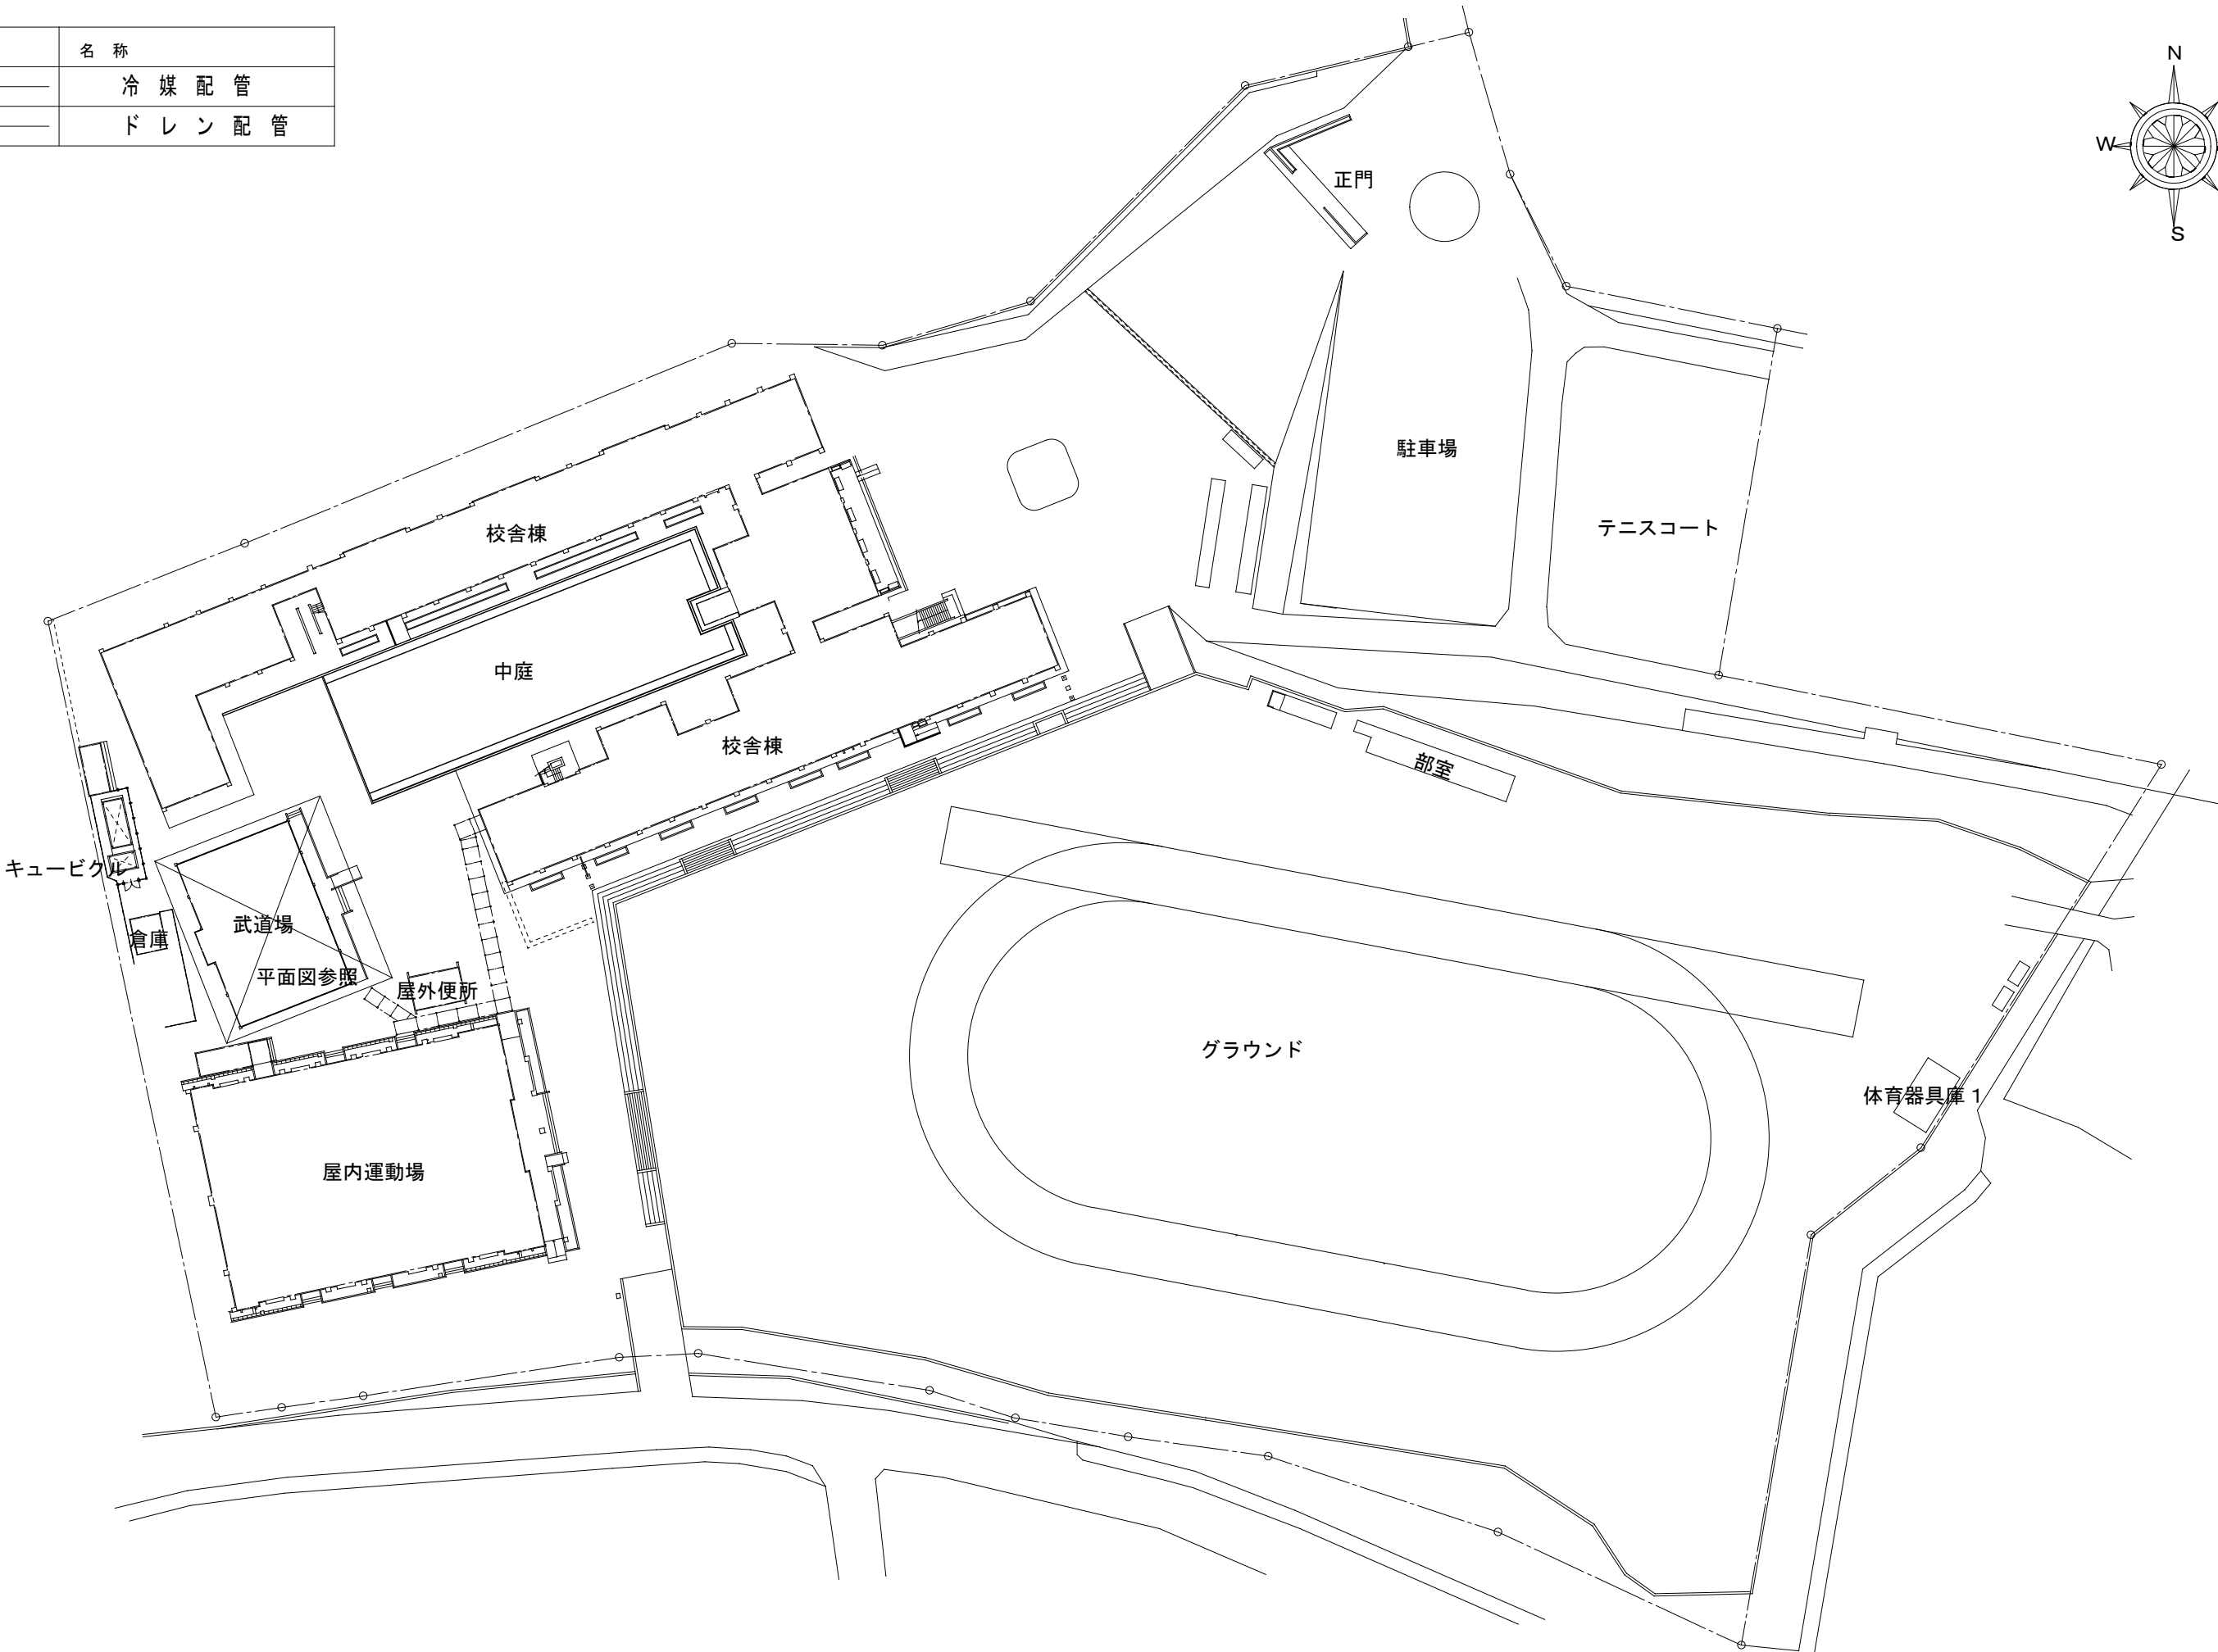 名 称
冷 媒 配 管
ド レ ン 配 管
N
W
S
正門
駐車場
テニスコート
校舎棟
中庭
校舎棟
部室
キュービクル
武道場
倉庫
平面図参照
屋外便所
グラウンド
体育器具庫1
屋内運動場